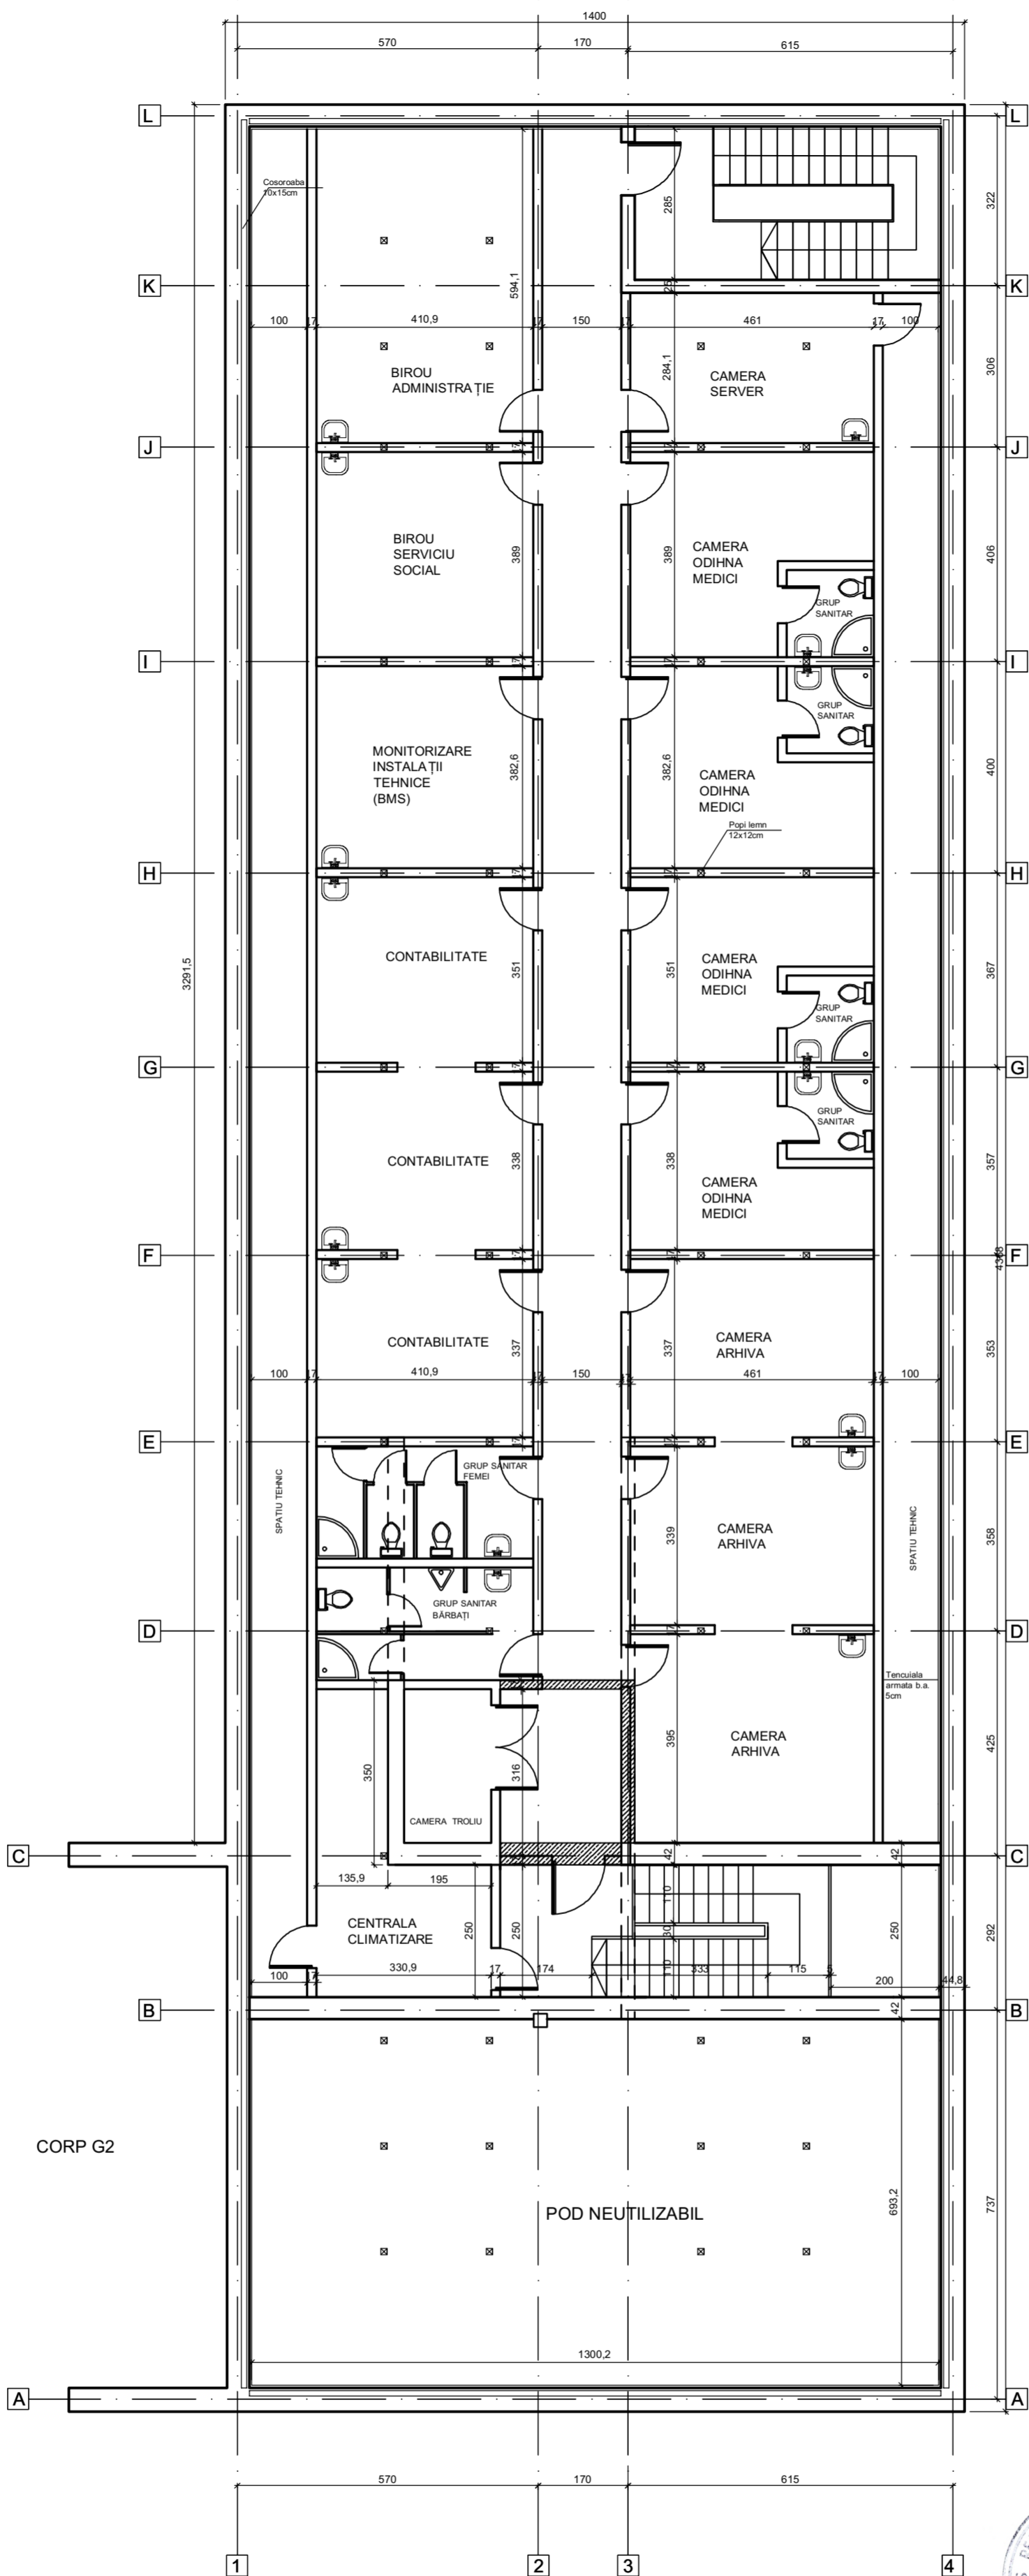 1400
570
170
615
L
L
Cosoroaba
10x15cm
285
322
K
K
594,1
25
100
17
410,9
17
150
17
461
17
100
BIROU
ADMINISTRAȚIE
284,1
CAMERA
SERVER
306
J
J
17
17
BIROU
SERVICIU
SOCIAL
389
389
CAMERA
ODIHNA
MEDICI
GRUP
SANITAR
406
I
I
17
17
GRUP
SANITAR
MONITORIZARE
INSTALAȚII
TEHNICE
(BMS)
382,6
382,6
CAMERA
ODIHNA
MEDICI
400
Popi lemn
12x12cm
H
H
17
17
3291,5
CONTABILITATE
351
351
CAMERA
ODIHNA
MEDICI
GRUP
SANITAR
367
G
G
17
17
GRUP
SANITAR
CONTABILITATE
338
338
CAMERA
ODIHNA
MEDICI
357
F
F
17
17
4368
CONTABILITATE
337
337
CAMERA
ARHIVA
353
100
17
410,9
17
150
17
461
17
100
E
E
17
SPATIU TEHNIC
GRUP SANITAR
FEMEI
339
CAMERA
ARHIVA
SPATIU TEHNIC
358
GRUP SANITAR
BĂRBAȚI
D
D
17
Tencuiala
armata b.a.
5cm
350
316
395
CAMERA
ARHIVA
425
CAMERA TROLIU
C
C
42
42
135,9
195
110
CENTRALA
CLIMATIZARE
250
250
30
250
292
110
100
17
330,9
17
174
333
115
5
200
44,8
B
B
42
CORP G2
POD NEUTILIZABIL
693,2
737
1300,2
A
A
570
170
615
1
2
3
4